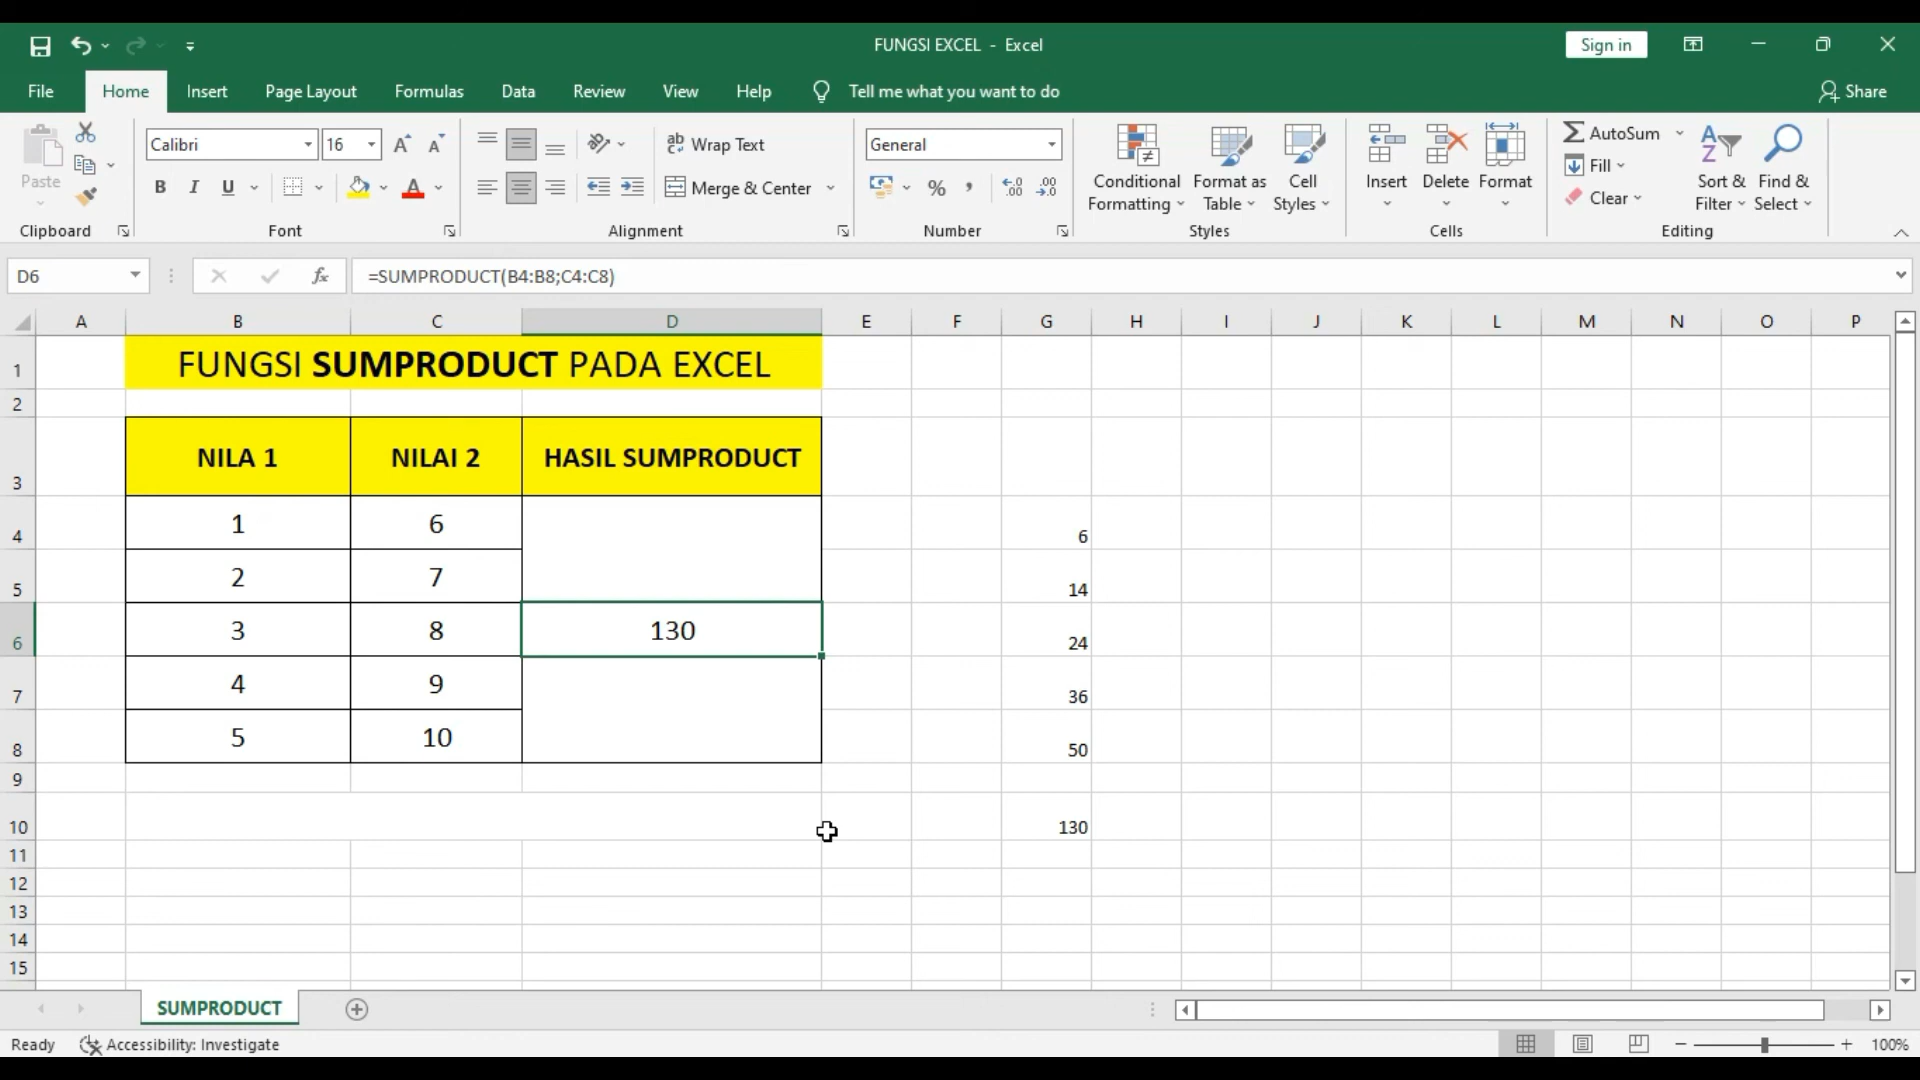 FUNGSI EXCEL - Excel
Sign in
File Home Insert Page Layout Formulas Data Review View Help Tell me what you want to do Share
Paste
Clipboard
Calibri 16
B I U
Font
Wrap Text
Merge & Center
Alignment
General
Number
Conditional Formatting
Format as Table
Cell Styles
Styles
Insert Delete Format
Cells
AutoSum
Fill
Clear
Sort & Filter
Find & Select
Editing
D6 fx =SUMPRODUCT(B4:B8;C4:C8)
A B C D E F G H I J K L M N O P
1 FUNGSI SUMPRODUCT PADA EXCEL
2
3 NILA 1 NILAI 2 HASIL SUMPRODUCT
4 1 6 6
5 2 7 14
6 3 8 130 24
7 4 9 36
8 5 10 50
9
10 130
11
12
13
14
15
SUMPRODUCT
Ready Accessibility: Investigate 100%